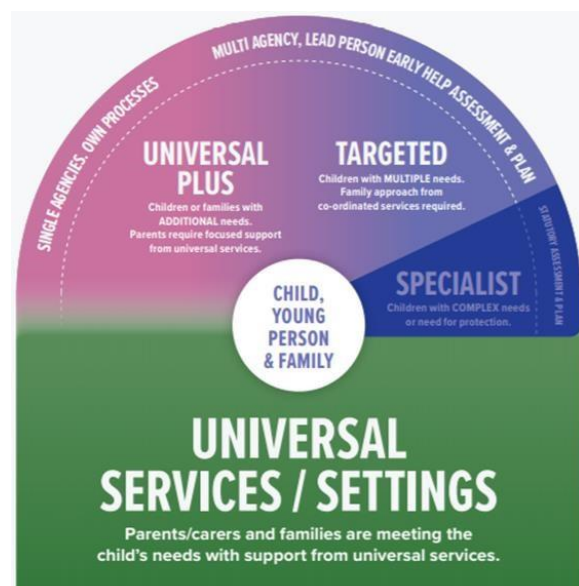 SINGLE AGENCIES. OWN PROCESSES
MULTI AGENCY, LEAD PERSON EARLY HELP ASSESSMENT & PLAN
STATUTORY ASSESSMENT & PLAN
UNIVERSAL
PLUS
Children or families with
ADDITIONAL needs.
Parents require focused support
from universal services.
TARGETED
Children with MULTIPLE needs.
Family approach from
co-ordinated services required.
SPECIALIST
Children with COMPLEX needs
or need for protection.
CHILD,
YOUNG
PERSON
& FAMILY
UNIVERSAL
SERVICES / SETTINGS
Parents/carers and families are meeting the
child's needs with support from universal services.